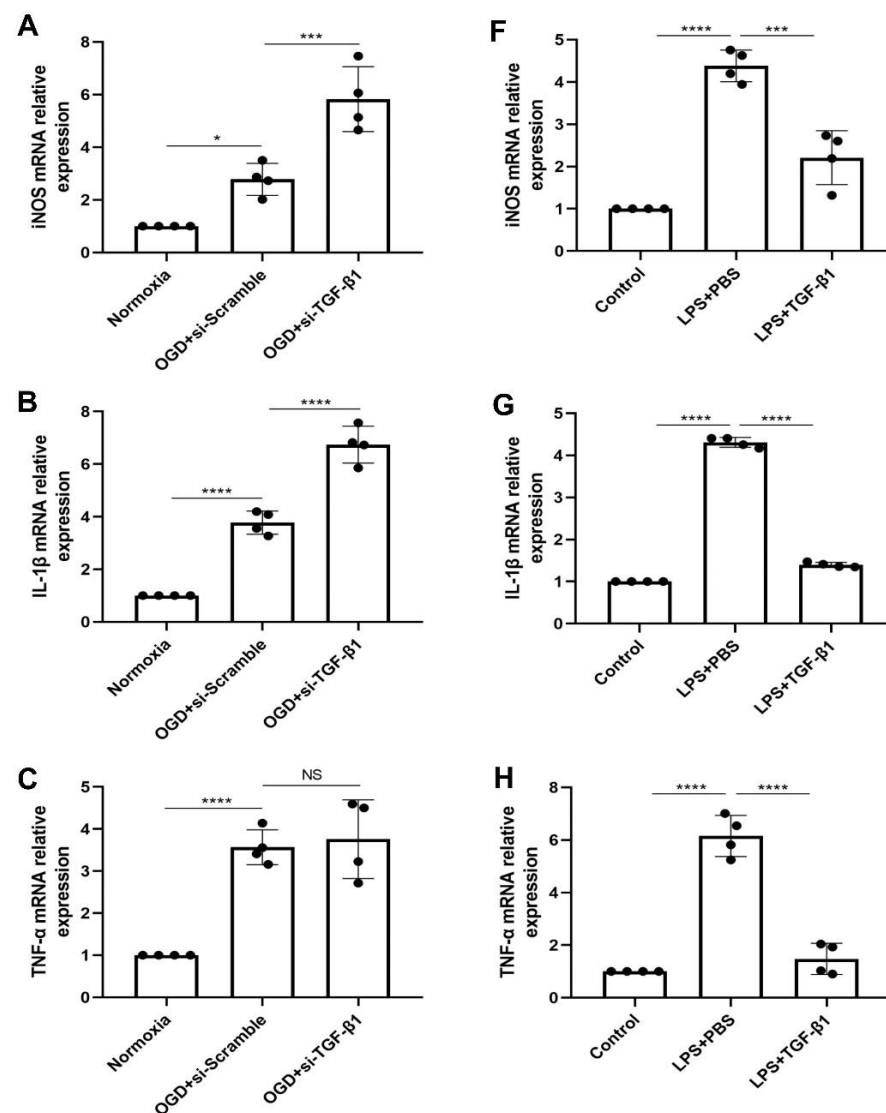 A
iNOS mRNA relative
expression
8
6
4
2
0
*
***
Normoxia
OGD+si-Scramble
OGD+si-TGF-β1
F
iNOS mRNA relative
expression
5
4
3
2
1
0
****
***
Control
LPS+PBS
LPS+TGF-β1
B
IL-1β mRNA relative
expression
8
6
4
2
0
****
****
Normoxia
OGD+si-Scramble
OGD+si-TGF-β1
G
IL-1β mRNA relative
expression
5
4
3
2
1
0
****
****
Control
LPS+PBS
LPS+TGF-β1
C
TNF-α mRNA relative
expression
5
4
3
2
1
0
****
NS
Normoxia
OGD+si-Scramble
OGD+si-TGF-β1
H
TNF-α mRNA relative
expression
8
6
4
2
0
****
****
Control
LPS+PBS
LPS+TGF-β1